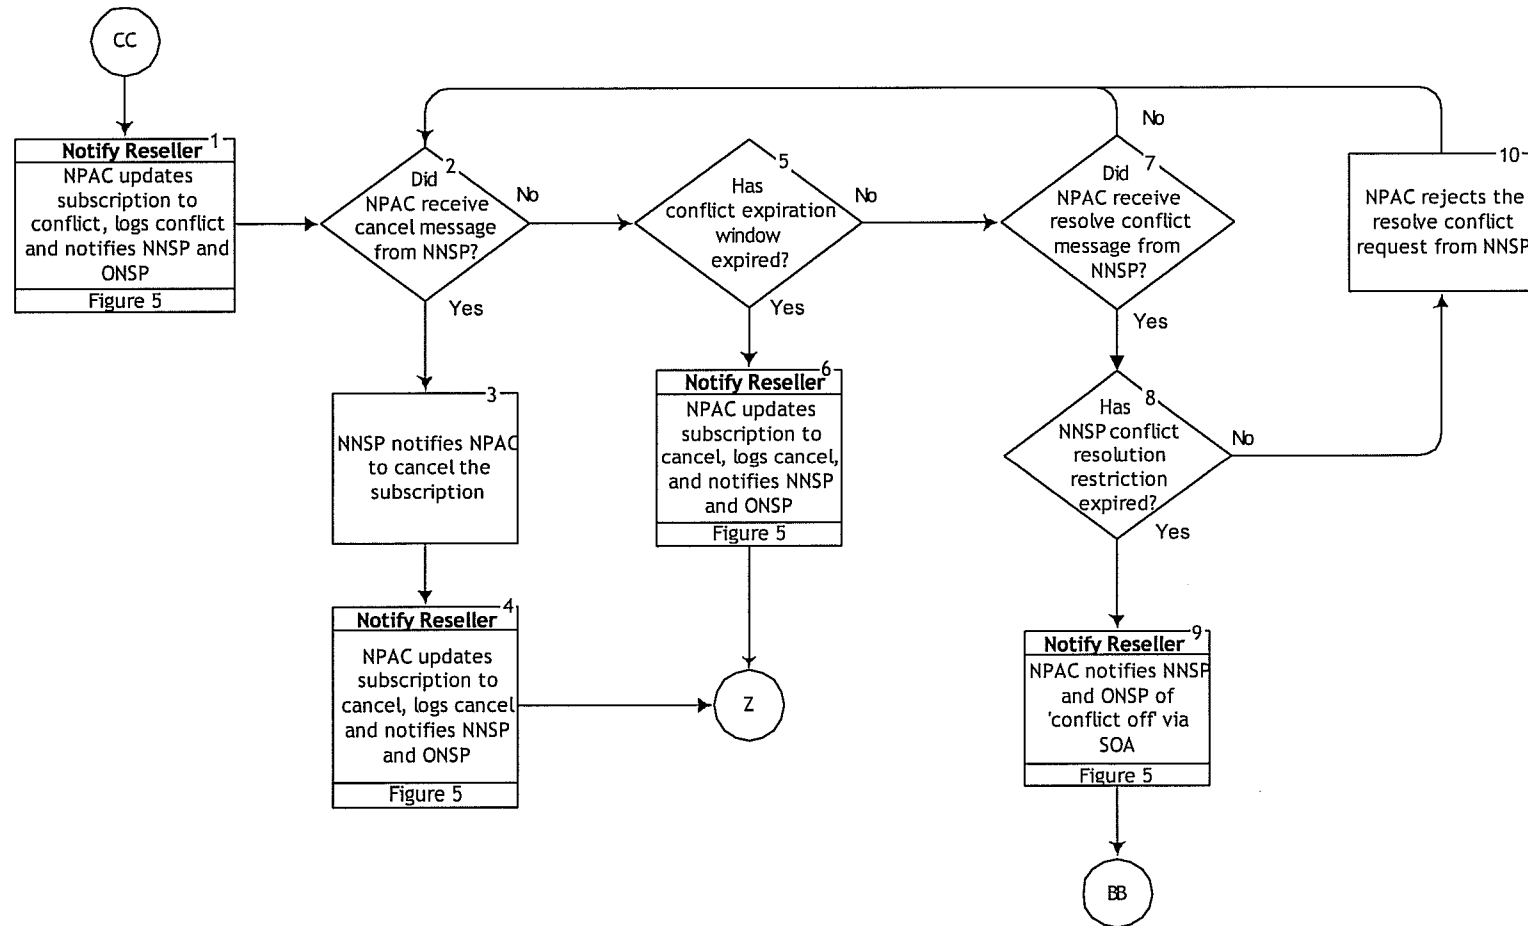 CC
1
Notify Reseller
NPAC updates
subscription to
conflict, logs conflict
and notifies NNSP and
ONSP
Figure 5
2
Did
NPAC receive
cancel message
from NNSP?
No
Yes
3
NNSP notifies NPAC
to cancel the
subscription
4
Notify Reseller
NPAC updates
subscription to
cancel, logs cancel
and notifies NNSP
and ONSP
Figure 5
5
Has
conflict expiration
window
expired?
No
Yes
6
Notify Reseller
NPAC updates
subscription to
cancel, logs cancel,
and notifies NNSP
and ONSP
Figure 5
Z
7
Did
NPAC receive
resolve conflict
message from
NNSP?
No
Yes
8
Has
NNSP conflict
resolution
restriction
expired?
No
Yes
9
Notify Reseller
NPAC notifies NNSP
and ONSP of
'conflict off' via
SOA
Figure 5
BB
10
NPAC rejects the
resolve conflict
request from NNSP